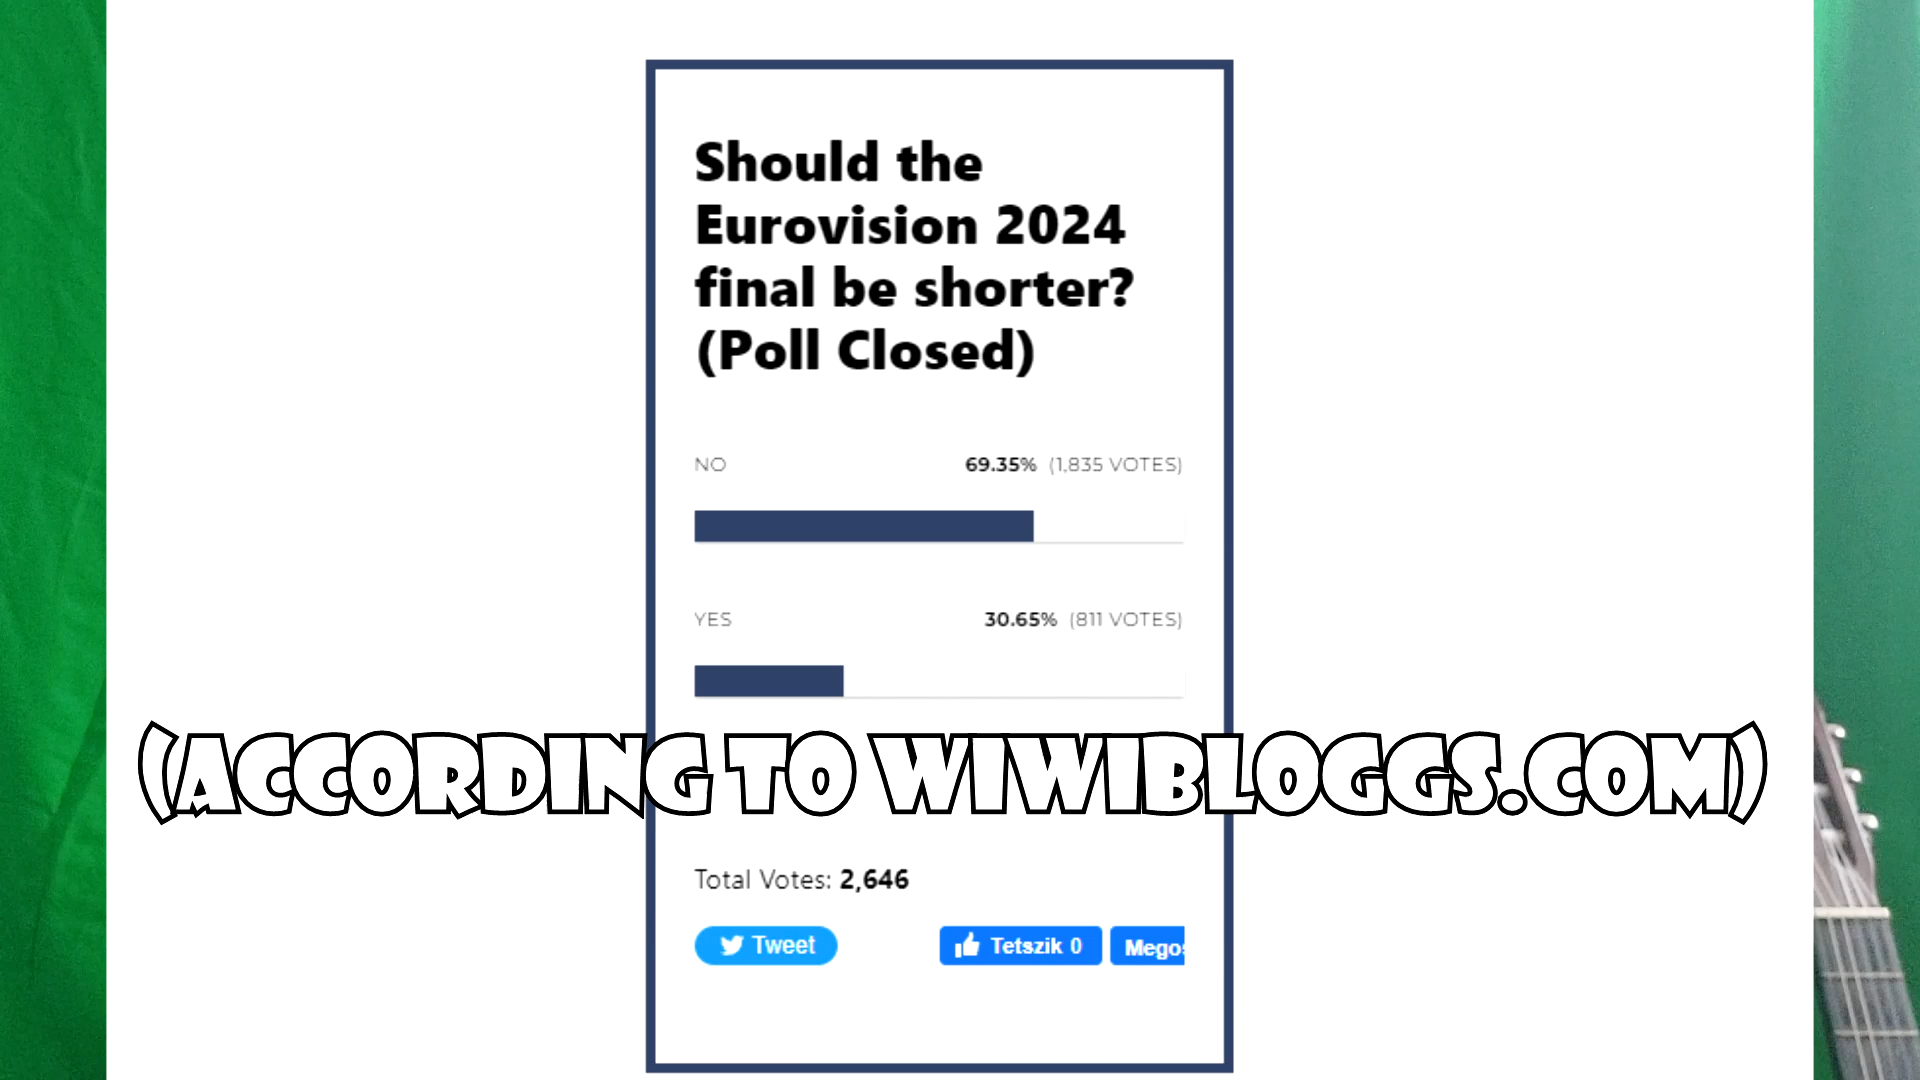 Should the
Eurovision 2024
final be shorter?
(Poll Closed)
NO 69.35% (1,835 VOTES)
YES 30.65% (811 VOTES)
(ACCORDING TO WIWIBLOGGS.COM)
Total Votes: 2,646
Tweet Tetszik 0